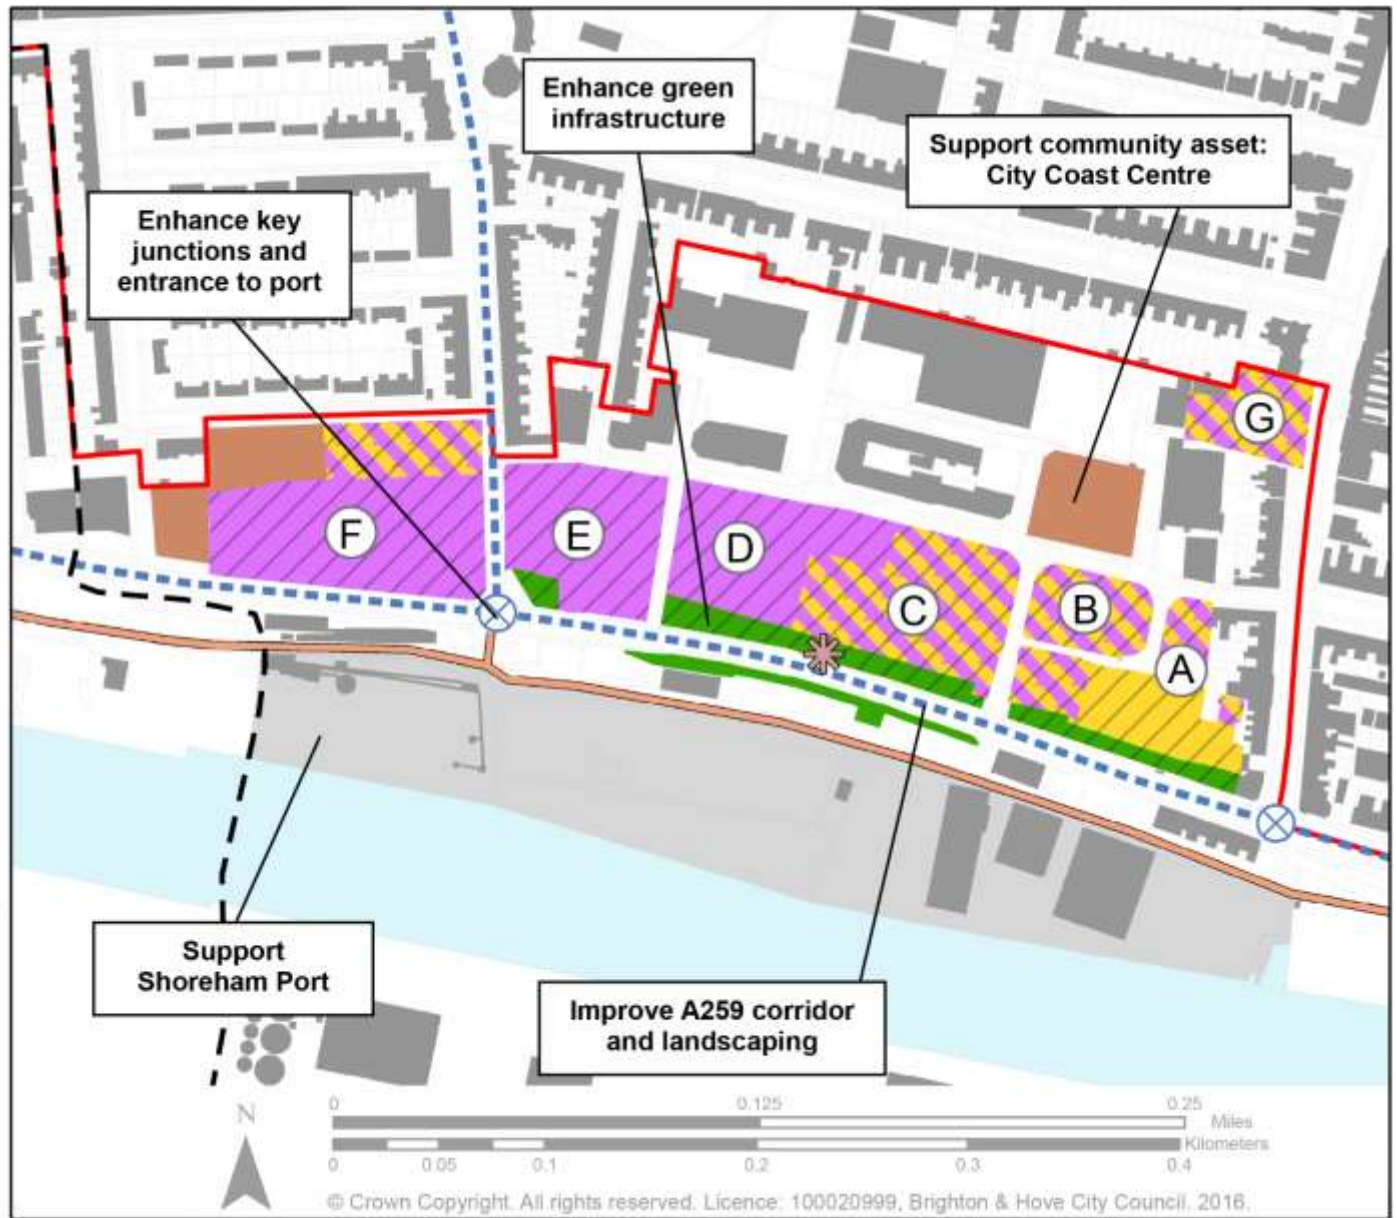 Enhance green
infrastructure
Support community asset:
City Coast Centre
Enhance key
junctions and
entrance to port
G
F
E
D
C
B
A
Support
Shoreham Port
Improve A259 corridor
and landscaping
N
0 0.125 0.25
Miles
Kilometers
0 0.05 0.1 0.2 0.3 0.4
© Crown Copyright. All rights reserved. Licence: 100020999, Brighton & Hove City Council. 2016.